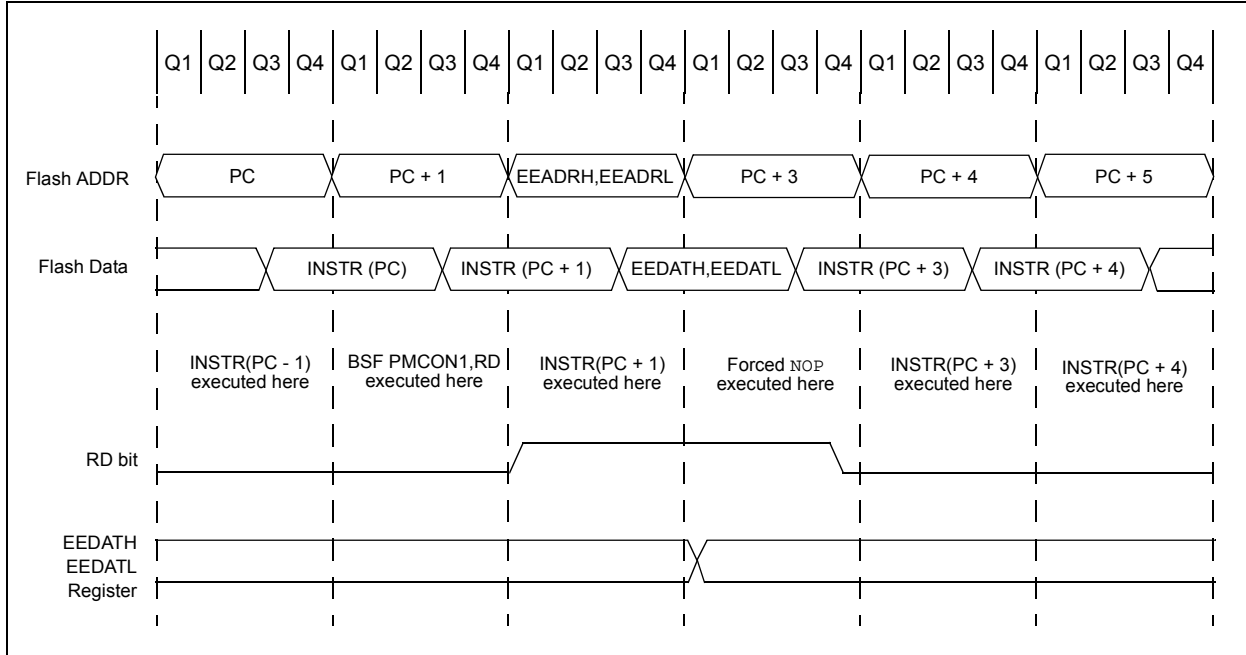 Q1 Q2 Q3 Q4 Q1 Q2 Q3 Q4 Q1 Q2 Q3 Q4 Q1 Q2 Q3 Q4 Q1 Q2 Q3 Q4 Q1 Q2 Q3 Q4
Flash ADDR PC PC + 1 EEADRH,EEADRL PC + 3 PC + 4 PC + 5
Flash Data INSTR (PC) INSTR (PC + 1) EEDATH,EEDATL INSTR (PC + 3) INSTR (PC + 4)
INSTR(PC - 1)
executed here
BSF PMCON1,RD
executed here
INSTR(PC + 1)
executed here
Forced NOP
executed here
INSTR(PC + 3)
executed here
INSTR(PC + 4)
executed here
RD bit
EEDATH
EEDATL
Register